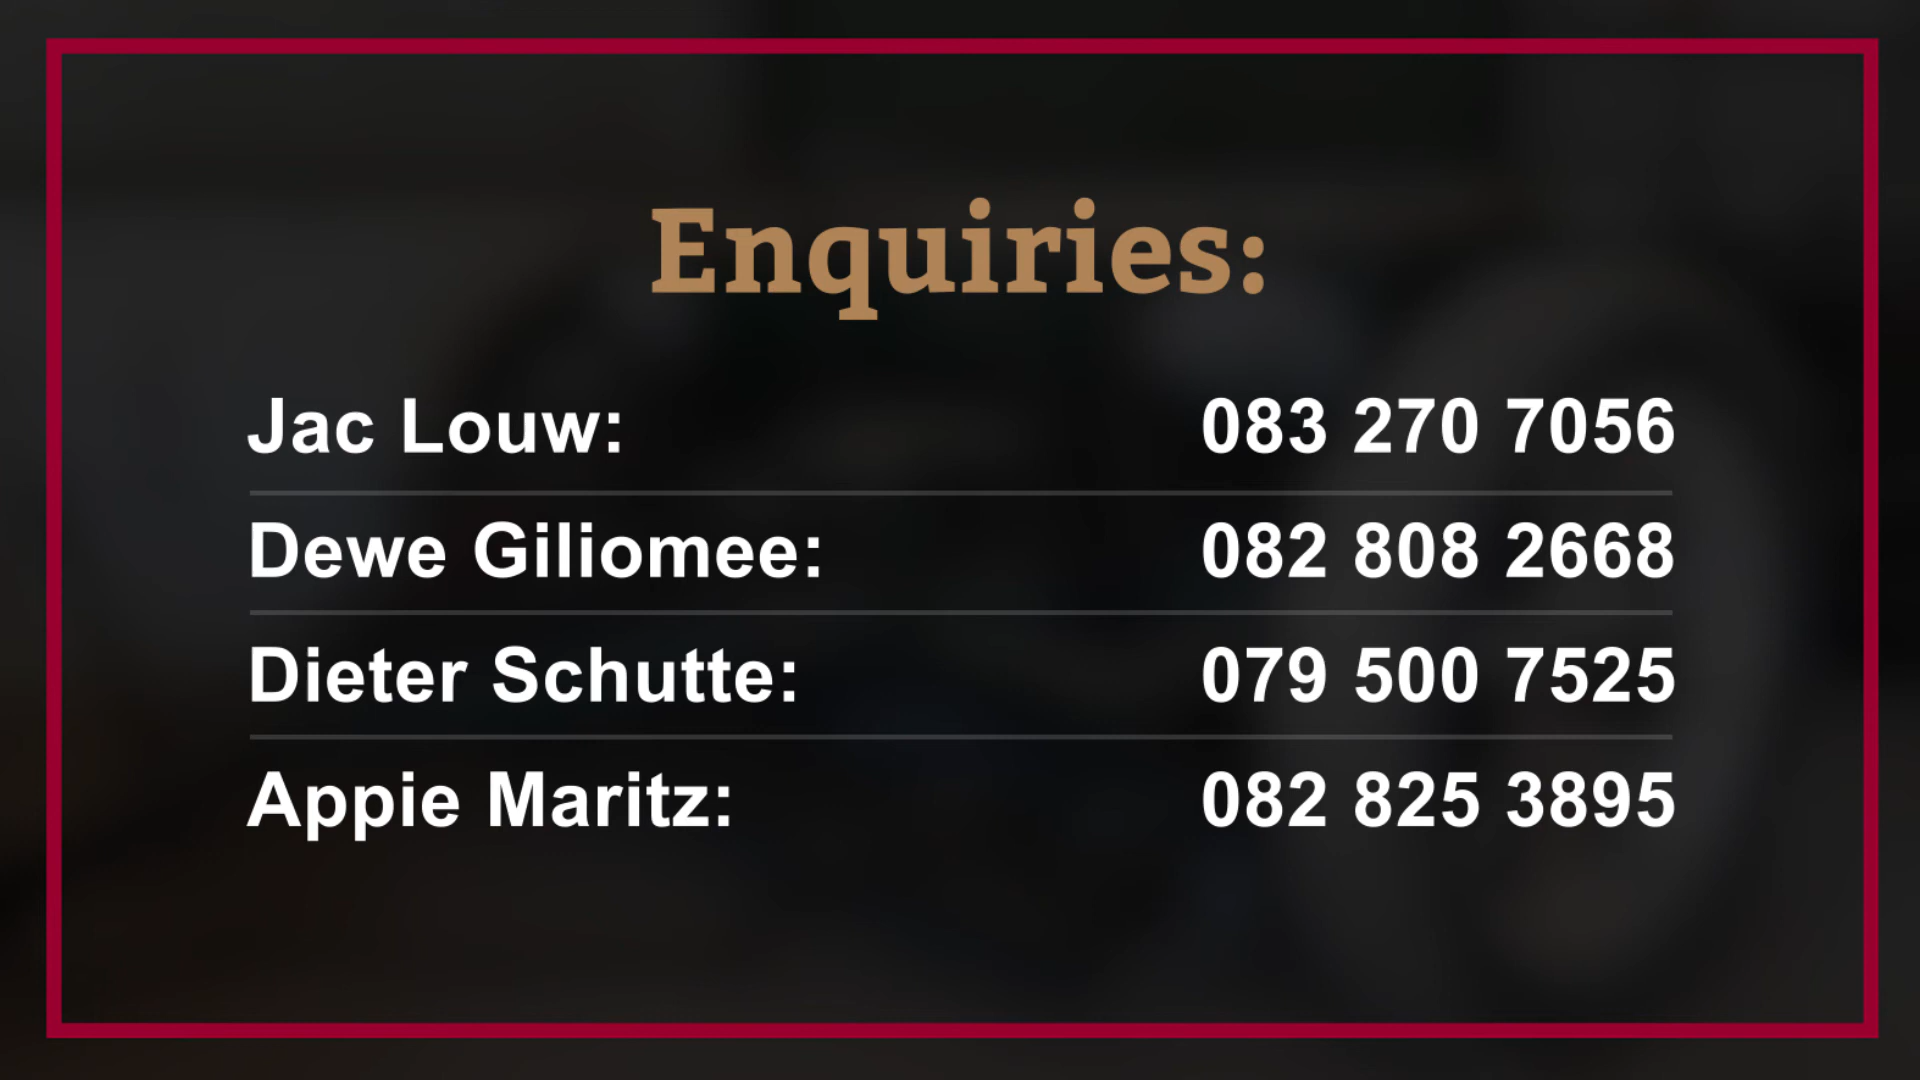 Enquiries:
Jac Louw: 083 270 7056
Dewe Giliomee: 082 808 2668
Dieter Schutte: 079 500 7525
Appie Maritz: 082 825 3895